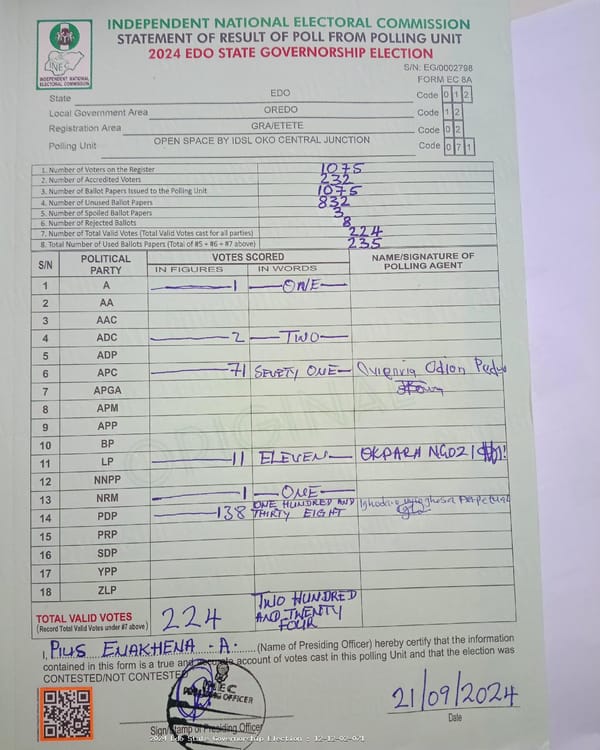 INDEPENDENT NATIONAL ELECTORAL COMMISSION
STATEMENT OF RESULT OF POLL FROM POLLING UNIT
2024 EDO STATE GOVERNORSHIP ELECTION
INEC
INDEPENDENT NATIONAL ELECTORAL COMMISSION
S/N: EG/0002798
FORM EC 8A
State EDO Code 0 1 2
Local Government Area OREDO Code 1 2
Registration Area GRA/ETETE Code 0 2
Polling Unit OPEN SPACE BY IDSL OKO CENTRAL JUNCTION Code 0 7 1
1. Number of Voters on the Register 1075
2. Number of Accredited Voters 232
3. Number of Ballot Papers Issued to the Polling Unit 1075
4. Number of Unused Ballot Papers 832
5. Number of Spoiled Ballot Papers 3
6. Number of Rejected Ballots 8
7. Number of Total Valid Votes (Total Valid Votes cast for all parties) 224
8. Total Number of Used Ballots Papers (Total of #5 + #6 + #7 above) 235
S/N POLITICAL PARTY VOTES SCORED NAME/SIGNATURE OF POLLING AGENT
IN FIGURES IN WORDS
1 A 1 ONE
2 AA
3 AAC
4 ADC 2 TWO
5 ADP
6 APC 71 SEVETY ONE Odion
7 APGA
8 APM
9 APP
10 BP
11 LP 11 ELEVEN OKPARA NGOZI
12 NNPP
13 NRM 1 ONE
14 PDP 138 ONE HUNDRED AND THIRTY EIGHT Perpetual
15 PRP
16 SDP
17 YPP
18 ZLP
ORIGINAL
TOTAL VALID VOTES 224 TWO HUNDRED AND TWENTY FOUR
(Record Total Valid Votes under #7 above)
I, PIUS ENAKHENA - A. (Name of Presiding Officer) hereby certify that the information
contained in this form is a true and accurate account of votes cast in this polling Unit and that the election was
CONTESTED/NOT CONTESTED
INEC
PRESIDING OFFICER
21/09/2024
Sign/Stamp of Presiding Officer
Date
2024 Edo State Governorship Election - 12-12-02-071